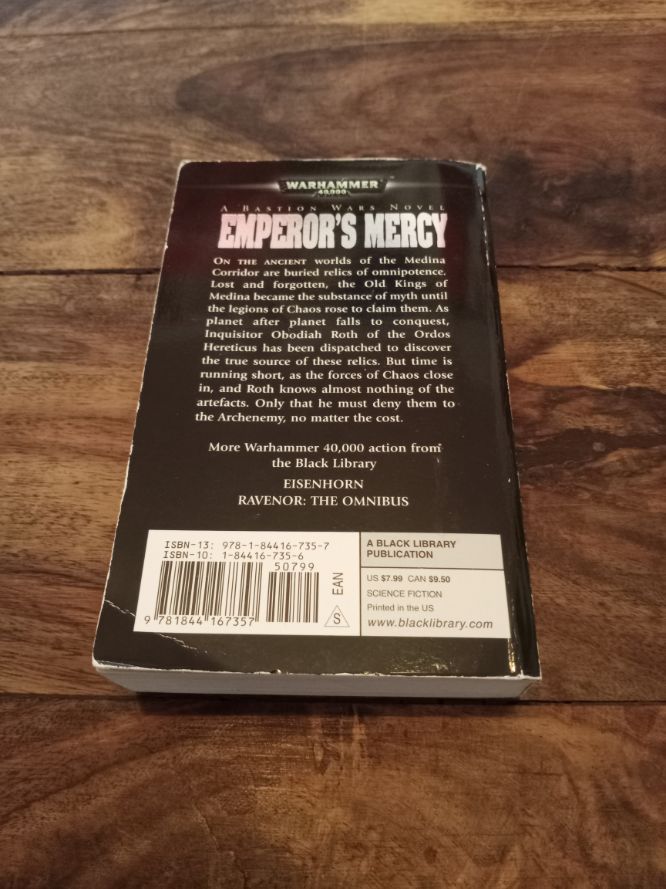 WARHAMMER
40,000
A BASTION WARS NOVEL
EMPEROR'S MERCY
ON THE ANCIENT worlds of the Medina
Corridor are buried relics of omnipotence.
Lost and forgotten, the Old Kings of
Medina became the substance of myth until
the legions of Chaos rose to claim them. As
planet after planet falls to conquest,
Inquisitor Obodiah Roth of the Ordos
Hereticus has been dispatched to discover
the true source of these relics. But time is
running short, as the forces of Chaos close
in, and Roth knows almost nothing of the
artefacts. Only that he must deny them to
the Archenemy, no matter the cost.
More Warhammer 40,000 action from
the Black Library
EISENHORN
RAVENOR: THE OMNIBUS
ISBN-13: 978-1-84416-735-7
ISBN-10: 1-84416-735-6
50799
EAN
S
9 781844 167357
A BLACK LIBRARY
PUBLICATION
US $7.99 CAN $9.50
SCIENCE FICTION
Printed in the US
www.blacklibrary.com